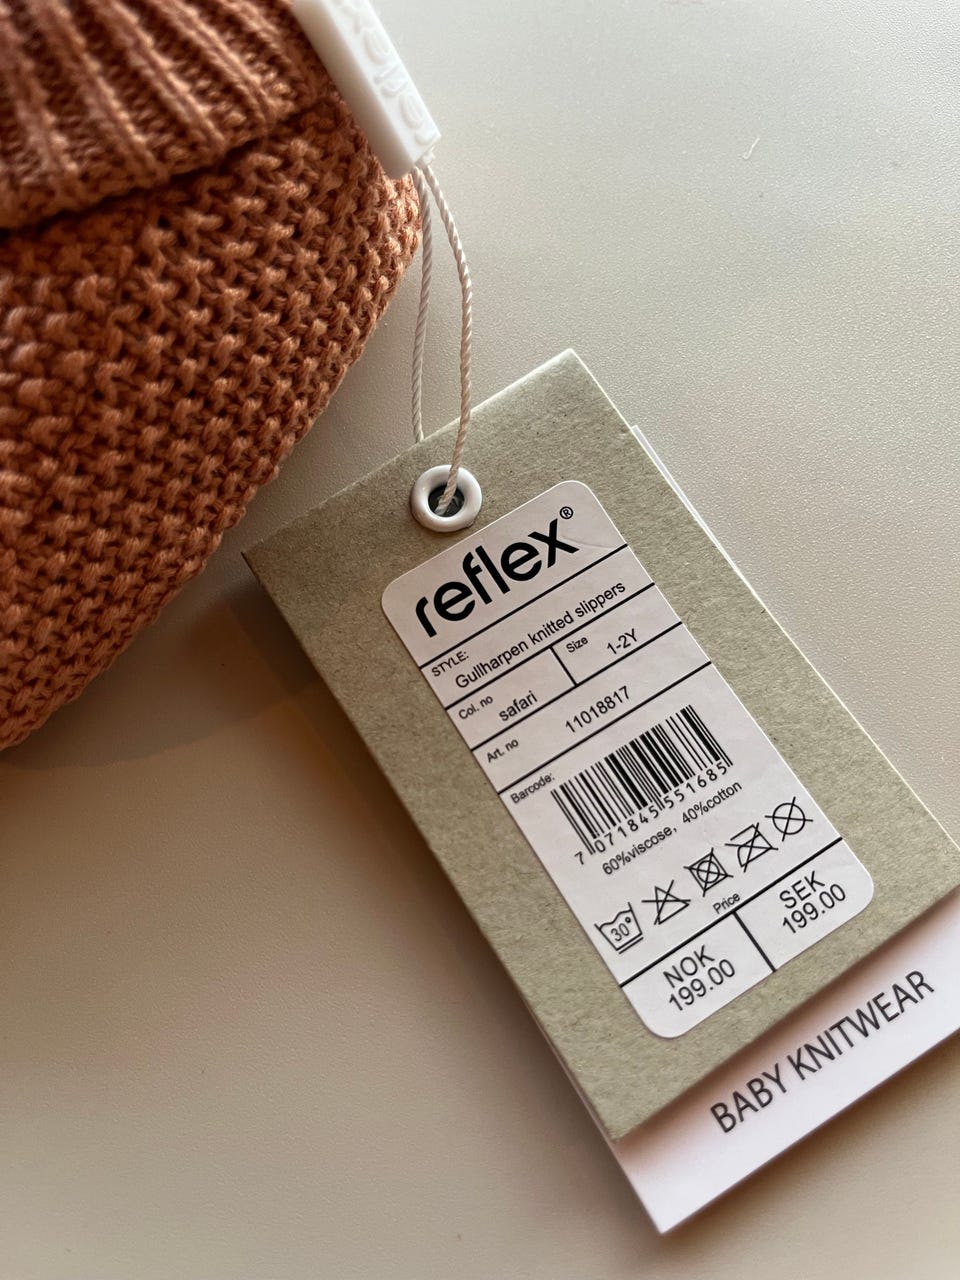 reflex
reflex®
STYLE:
Gullharpen knitted slippers
Col. no
safari
Size
1-2Y
Art. no
11018817
Barcode:
7 071845 551685
60%viscose, 40%cotton
30°
Price
NOK
199.00
SEK
199.00
BABY KNITWEAR